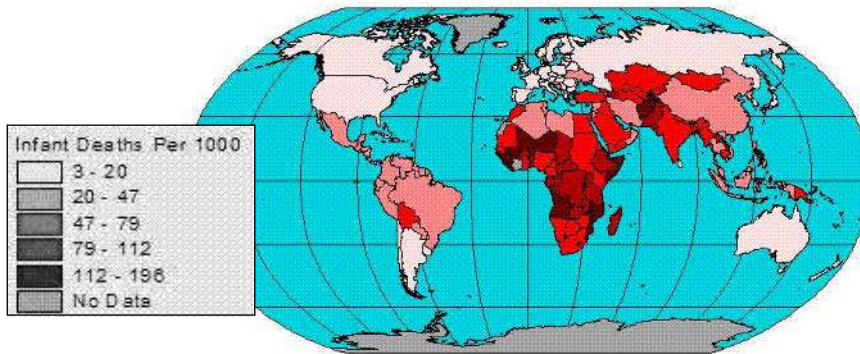 Infant Deaths Per 1000
3 - 20
20 - 47
47 - 79
79 - 112
112 - 196
No Data